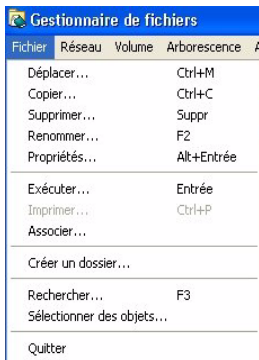 Gestionnaire de fichiers
Fichier Réseau Volume Arborescence
Déplacer... Ctrl+M
Copier... Ctrl+C
Supprimer... Suppr
Renommer... F2
Propriétés... Alt+Entrée
Exécuter... Entrée
Imprimer... Ctrl+P
Associer...
Créer un dossier...
Rechercher... F3
Sélectionner des objets...
Quitter